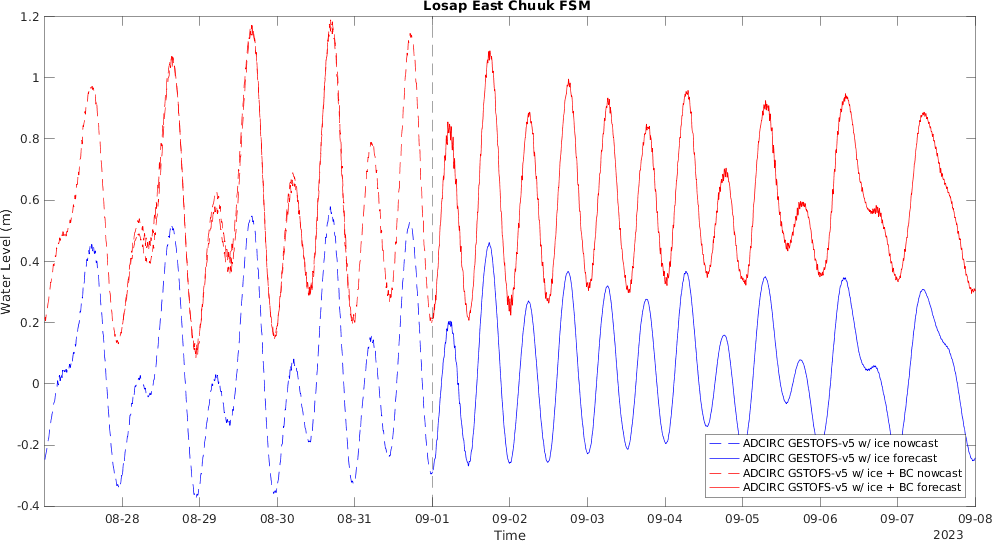 Losap East Chuuk FSM
1.2
1
0.8
0.6
0.4
0.2
0
-0.2
-0.4
Water Level (m)
ADCIRC GESTOFS-v5 w/ ice nowcast
ADCIRC GESTOFS-v5 w/ ice forecast
ADCIRC GSTOFS-v5 w/ ice + BC nowcast
ADCIRC GSTOFS-v5 w/ ice + BC forecast
08-28 08-29 08-30 08-31 09-01 09-02 09-03 09-04 09-05 09-06 09-07 09-08
Time
2023